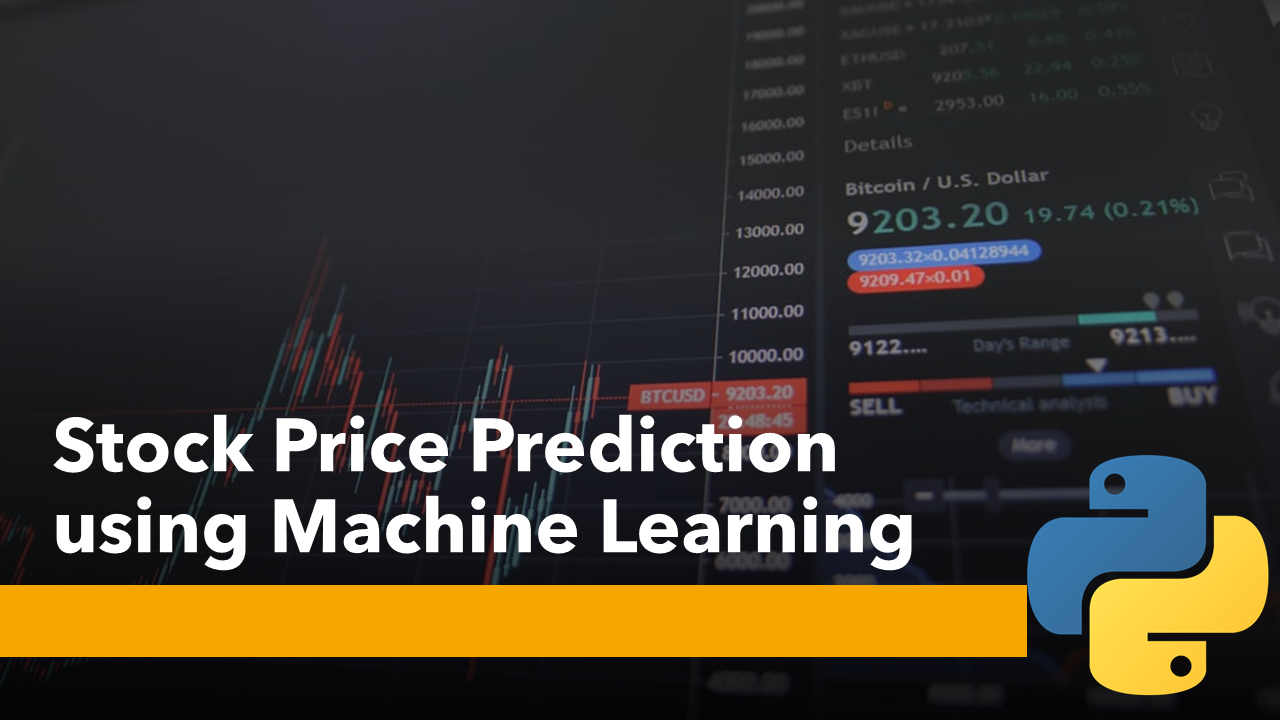 20000.00
19000.00
18000.00
17000.00
16000.00
15000.00
14000.00
13000.00
12000.00
11000.00
10000.00
BTCUSD - 9203.20
7000.00
6000.00
ETHUSD 207.51 0.85 0.41%
XBT 9205.56 22.94 0.25%
ES1! D 2953.00 16.00 0.55%
Details
Bitcoin / U.S. Dollar
9203.20 19.74 (0.21%)
9203.32×0.04128944
9209.47×0.01
9122.... Day's Range 9213....
SELL Technical analysis BUY
More
4000
Stock Price Prediction
using Machine Learning